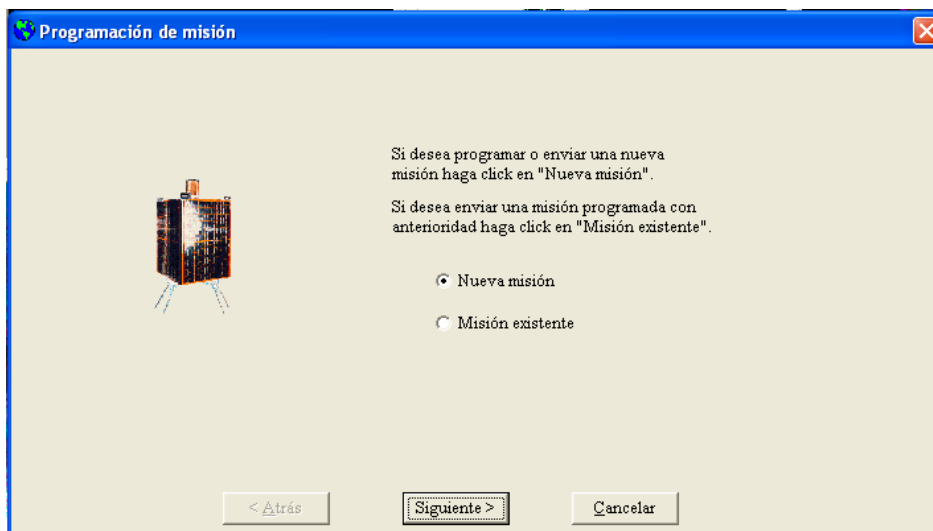 Programación de misión
Si desea programar o enviar una nueva
misión haga click en "Nueva misión".
Si desea enviar una misión programada con
anterioridad haga click en "Misión existente".
Nueva misión
Misión existente
< Atrás
Siguiente >
Cancelar